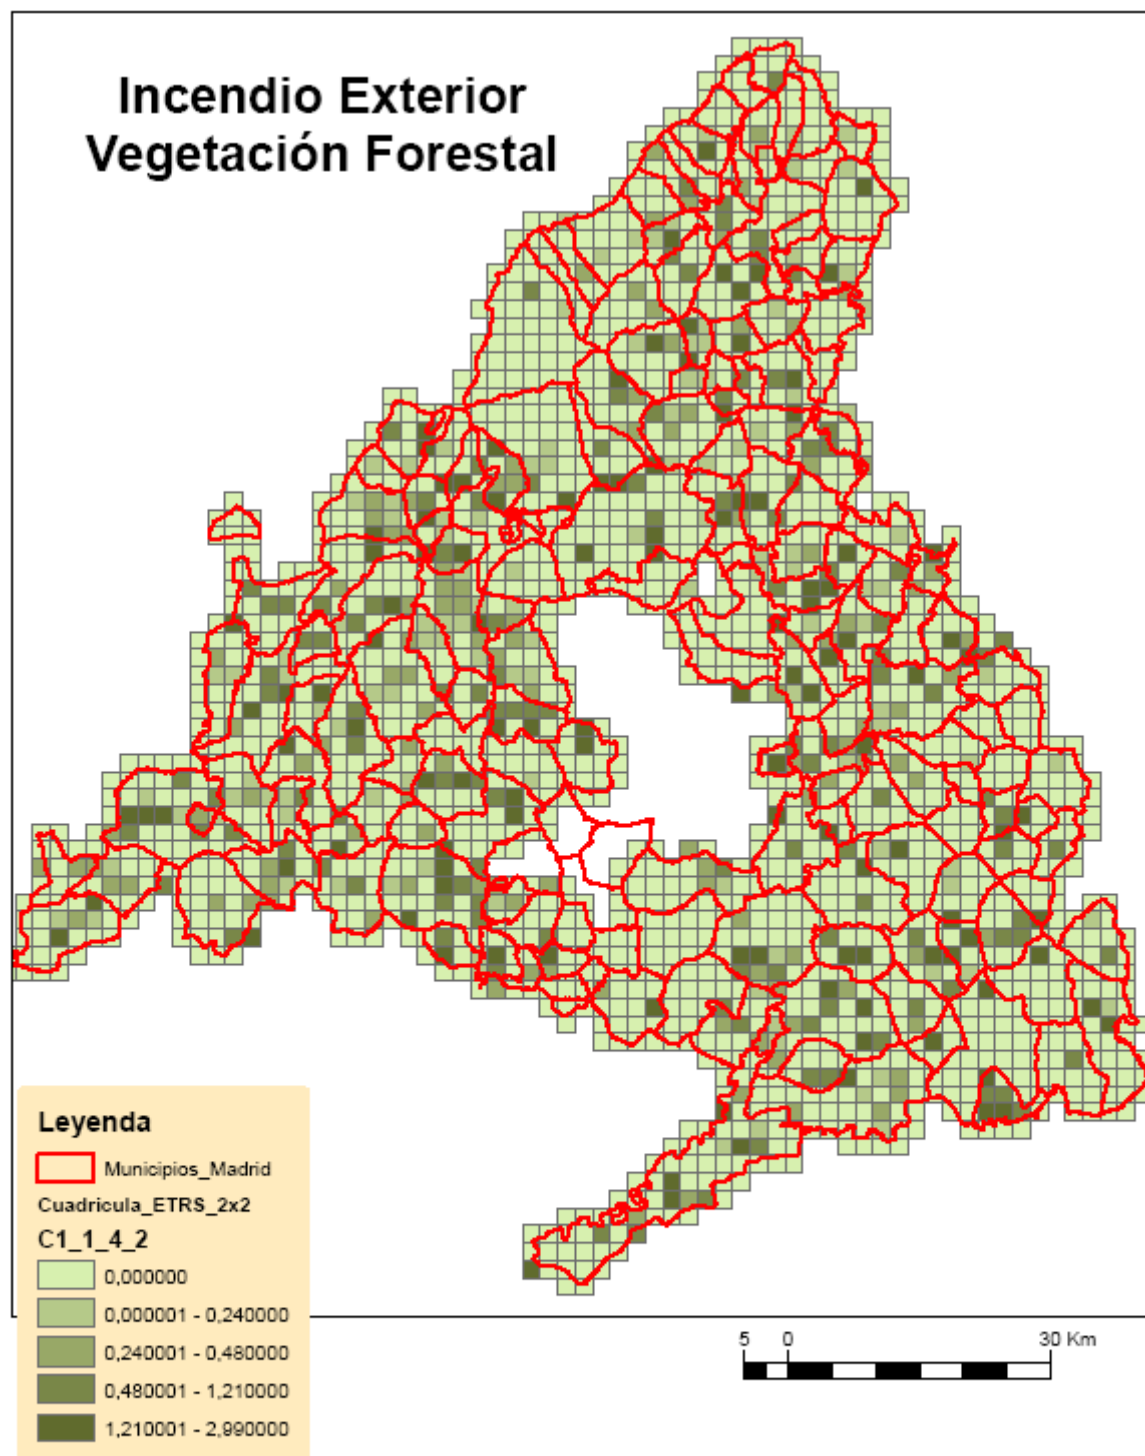 Incendio Exterior
Vegetación Forestal
Leyenda
Municipios_Madrid
Cuadricula_ETRS_2x2
C1_1_4_2
0,000000
0,000001 - 0,240000
0,240001 - 0,480000
0,480001 - 1,210000
1,210001 - 2,990000
5 0 30 Km